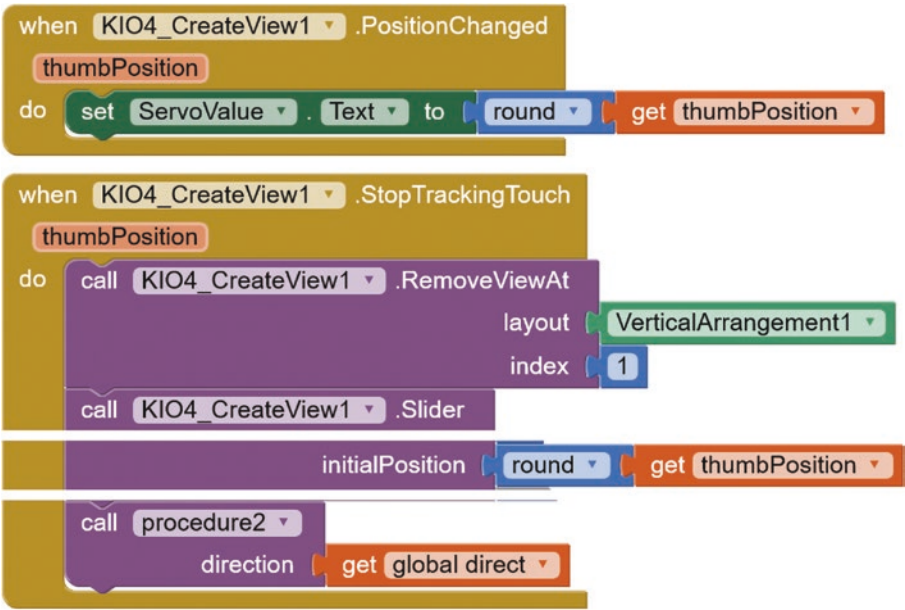 when KIO4_CreateView1 .PositionChanged
thumbPosition
do set ServoValue . Text to round get thumbPosition
when KIO4_CreateView1 .StopTrackingTouch
thumbPosition
do call KIO4_CreateView1 .RemoveViewAt
layout VerticalArrangement1
index 1
call KIO4_CreateView1 .Slider
initialPosition round get thumbPosition
call procedure2
direction get global direct